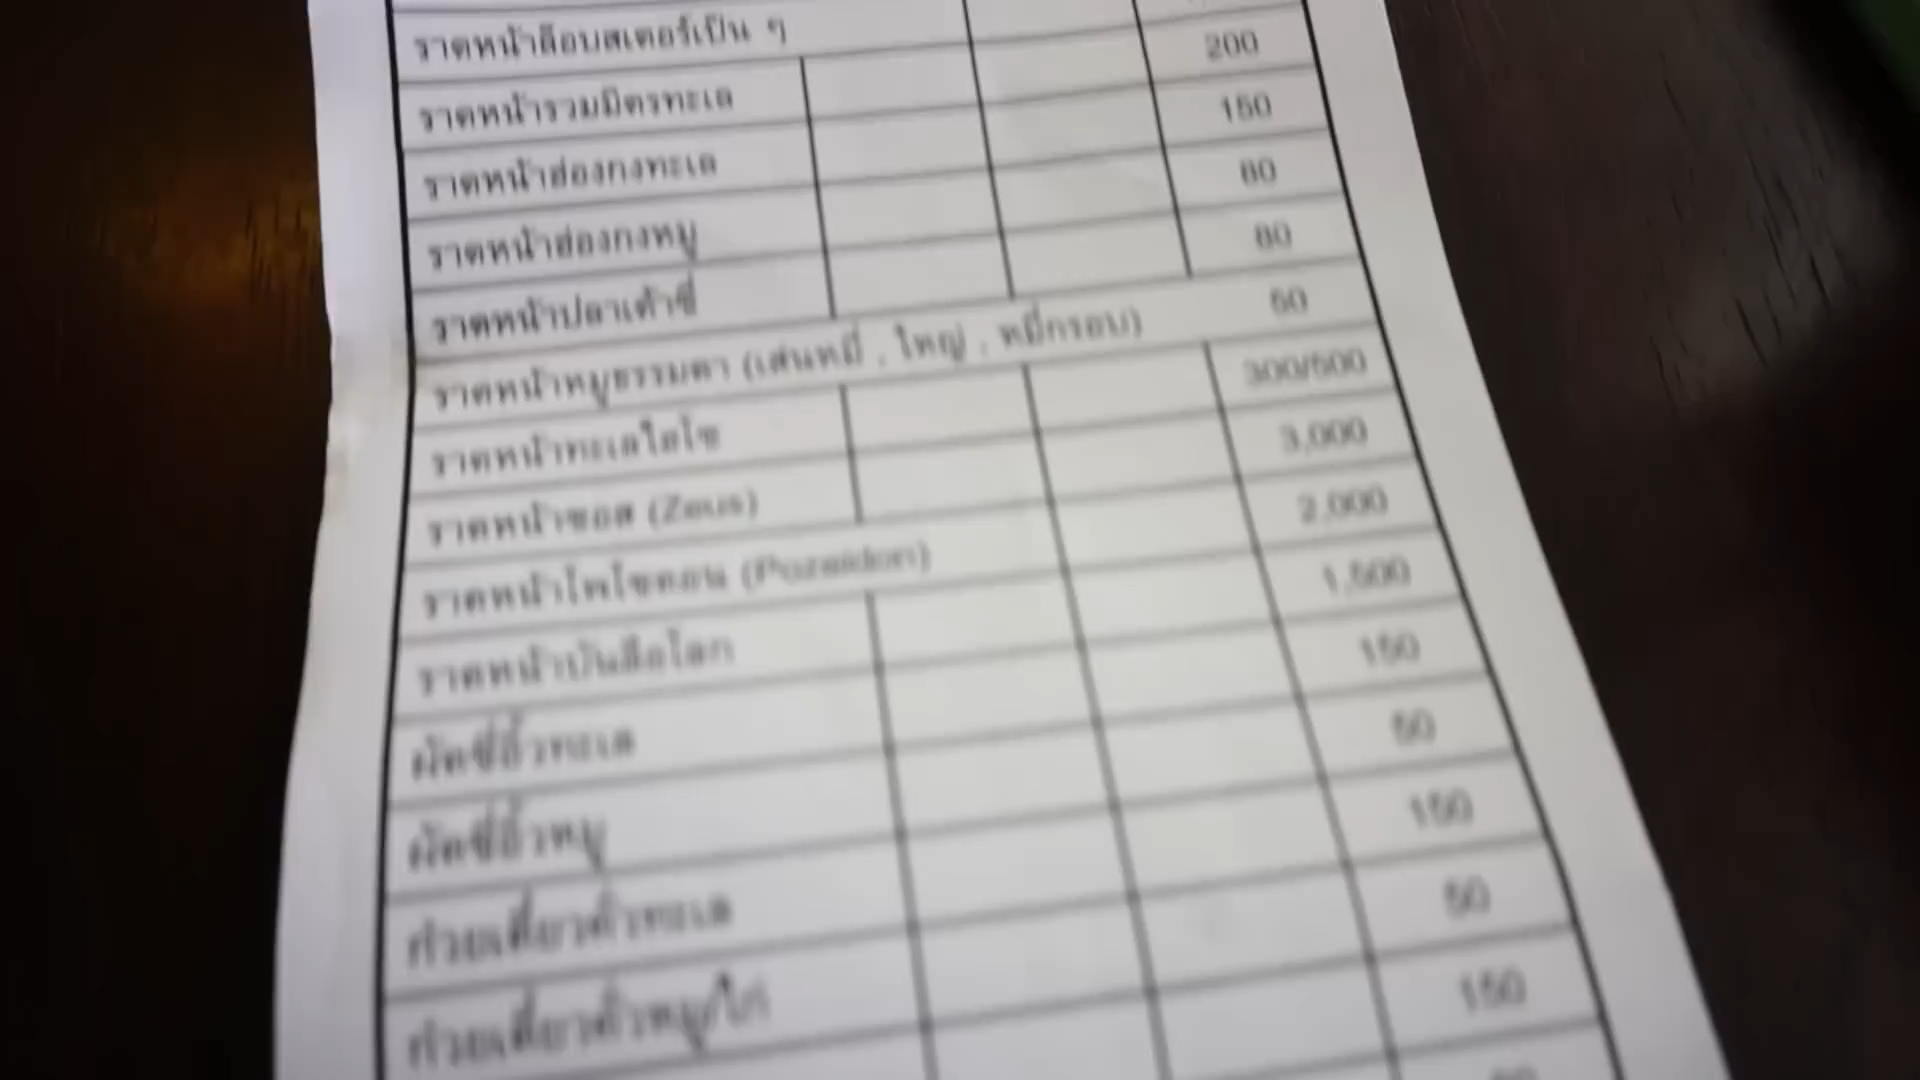 ราดหน้าล็อบสเตอร์เป็น ๆ
ราดหน้ารวมมิตรทะเล 200
ราดหน้าฮ่องกงทะเล 150
ราดหน้าฮ่องกงหมู 80
ราดหน้าปลาเต้าซี่ 80
ราดหน้าหมูธรรมดา (เส้นหมี่ , ใหญ่ , หมี่กรอบ) 50
ราดหน้าทะเลไฮโซ 300/500
ราดหน้าซอส (Zeus) 3,000
ราดหน้าโพไซดอน (Pozeidon) 2,000
ราดหน้าบันลือโลก 1,500
ผัดซีอิ๊วทะเล 150
ผัดซีอิ๊วหมู 50
ก๋วยเตี๋ยวคั่วทะเล 150
ก๋วยเตี๋ยวคั่วหมู/ไก่ 50
150